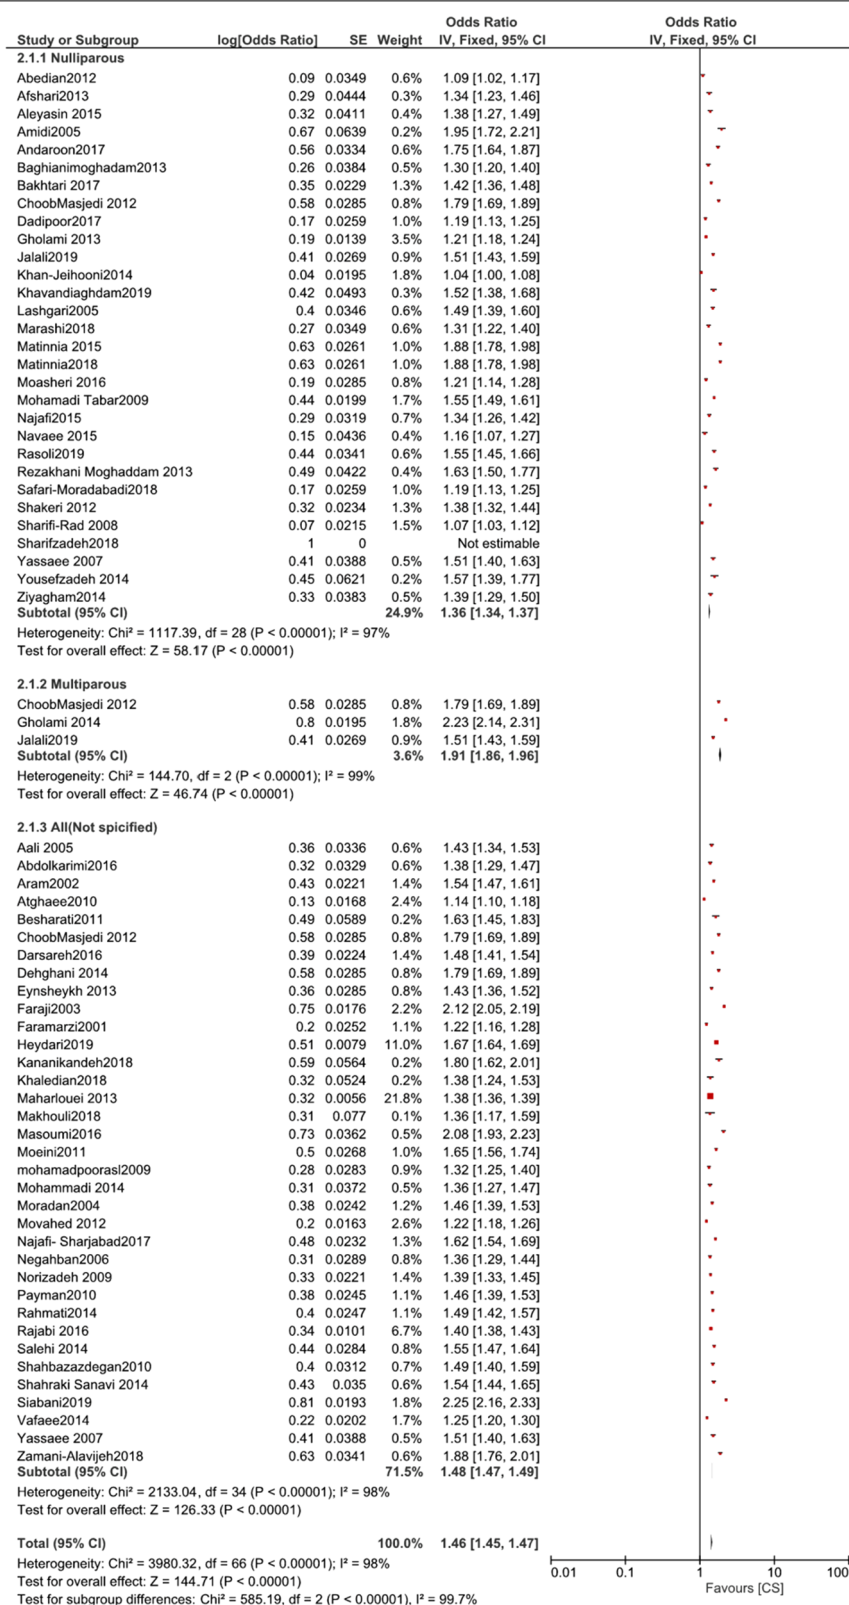 Odds Ratio Odds Ratio
Study or Subgroup log[Odds Ratio] SE Weight IV, Fixed, 95% CI IV, Fixed, 95% CI
2.1.1 Nulliparous
Abedian2012 0.09 0.0349 0.6% 1.09 [1.02, 1.17]
Afshari2013 0.29 0.0444 0.3% 1.34 [1.23, 1.46]
Aleyasin 2015 0.32 0.0411 0.4% 1.38 [1.27, 1.49]
Amidi2005 0.67 0.0639 0.2% 1.95 [1.72, 2.21]
Andaroon2017 0.56 0.0334 0.6% 1.75 [1.64, 1.87]
Baghianimoghadam2013 0.26 0.0384 0.5% 1.30 [1.20, 1.40]
Bakhtari 2017 0.35 0.0229 1.3% 1.42 [1.36, 1.48]
ChoobMasjedi 2012 0.58 0.0285 0.8% 1.79 [1.69, 1.89]
Dadipoor2017 0.17 0.0259 1.0% 1.19 [1.13, 1.25]
Gholami 2013 0.19 0.0139 3.5% 1.21 [1.18, 1.24]
Jalali2019 0.41 0.0269 0.9% 1.51 [1.43, 1.59]
Khan-Jeihooni2014 0.04 0.0195 1.8% 1.04 [1.00, 1.08]
Khavandiaghdam2019 0.42 0.0493 0.3% 1.52 [1.38, 1.68]
Lashgari2005 0.4 0.0346 0.6% 1.49 [1.39, 1.60]
Marashi2018 0.27 0.0349 0.6% 1.31 [1.22, 1.40]
Matinnia 2015 0.63 0.0261 1.0% 1.88 [1.78, 1.98]
Matinnia2018 0.63 0.0261 1.0% 1.88 [1.78, 1.98]
Moasheri 2016 0.19 0.0285 0.8% 1.21 [1.14, 1.28]
Mohamadi Tabar2009 0.44 0.0199 1.7% 1.55 [1.49, 1.61]
Najafi2015 0.29 0.0319 0.7% 1.34 [1.26, 1.42]
Navaee 2015 0.15 0.0436 0.4% 1.16 [1.07, 1.27]
Rasoli2019 0.44 0.0341 0.6% 1.55 [1.45, 1.66]
Rezakhani Moghaddam 2013 0.49 0.0422 0.4% 1.63 [1.50, 1.77]
Safari-Moradabadi2018 0.17 0.0259 1.0% 1.19 [1.13, 1.25]
Shakeri 2012 0.32 0.0234 1.3% 1.38 [1.32, 1.44]
Sharifi-Rad 2008 0.07 0.0215 1.5% 1.07 [1.03, 1.12]
Sharifzadeh2018 1 0 Not estimable
Yassaee 2007 0.41 0.0388 0.5% 1.51 [1.40, 1.63]
Yousefzadeh 2014 0.45 0.0621 0.2% 1.57 [1.39, 1.77]
Ziyagham2014 0.33 0.0383 0.5% 1.39 [1.29, 1.50]
Subtotal (95% CI) 24.9% 1.36 [1.34, 1.37]
Heterogeneity: Chi² = 1117.39, df = 28 (P < 0.00001); I² = 97%
Test for overall effect: Z = 58.17 (P < 0.00001)
2.1.2 Multiparous
ChoobMasjedi 2012 0.58 0.0285 0.8% 1.79 [1.69, 1.89]
Gholami 2014 0.8 0.0195 1.8% 2.23 [2.14, 2.31]
Jalali2019 0.41 0.0269 0.9% 1.51 [1.43, 1.59]
Subtotal (95% CI) 3.6% 1.91 [1.86, 1.96]
Heterogeneity: Chi² = 144.70, df = 2 (P < 0.00001); I² = 99%
Test for overall effect: Z = 46.74 (P < 0.00001)
2.1.3 All(Not spicified)
Aali 2005 0.36 0.0336 0.6% 1.43 [1.34, 1.53]
Abdolkarimi2016 0.32 0.0329 0.6% 1.38 [1.29, 1.47]
Aram2002 0.43 0.0221 1.4% 1.54 [1.47, 1.61]
Atghaee2010 0.13 0.0168 2.4% 1.14 [1.10, 1.18]
Besharati2011 0.49 0.0589 0.2% 1.63 [1.45, 1.83]
ChoobMasjedi 2012 0.58 0.0285 0.8% 1.79 [1.69, 1.89]
Darsareh2016 0.39 0.0224 1.4% 1.48 [1.41, 1.54]
Dehghani 2014 0.58 0.0285 0.8% 1.79 [1.69, 1.89]
Eynsheykh 2013 0.36 0.0285 0.8% 1.43 [1.36, 1.52]
Faraji2003 0.75 0.0176 2.2% 2.12 [2.05, 2.19]
Faramarzi2001 0.2 0.0252 1.1% 1.22 [1.16, 1.28]
Heydari2019 0.51 0.0079 11.0% 1.67 [1.64, 1.69]
Kananikandeh2018 0.59 0.0564 0.2% 1.80 [1.62, 2.01]
Khaledian2018 0.32 0.0524 0.2% 1.38 [1.24, 1.53]
Maharlouei 2013 0.32 0.0056 21.8% 1.38 [1.36, 1.39]
Makhouli2018 0.31 0.077 0.1% 1.36 [1.17, 1.59]
Masoumi2016 0.73 0.0362 0.5% 2.08 [1.93, 2.23]
Moeini2011 0.5 0.0268 1.0% 1.65 [1.56, 1.74]
mohamadpoorasl2009 0.28 0.0283 0.9% 1.32 [1.25, 1.40]
Mohammadi 2014 0.31 0.0372 0.5% 1.36 [1.27, 1.47]
Moradan2004 0.38 0.0242 1.1% 1.46 [1.39, 1.53]
Movahed 2012 0.2 0.0163 2.6% 1.22 [1.18, 1.26]
Najafi- Sharjabad2017 0.48 0.0232 1.3% 1.62 [1.54, 1.69]
Negahban2006 0.31 0.0289 0.8% 1.36 [1.29, 1.44]
Norizadeh 2009 0.33 0.0221 1.4% 1.39 [1.33, 1.45]
Payman2010 0.38 0.0245 1.1% 1.46 [1.39, 1.53]
Rahmati2014 0.4 0.0247 1.1% 1.49 [1.42, 1.57]
Rajabi 2016 0.34 0.0101 6.7% 1.40 [1.38, 1.43]
Salehi 2014 0.44 0.0284 0.8% 1.55 [1.47, 1.64]
Shahbazazdegan2010 0.4 0.0312 0.7% 1.49 [1.40, 1.59]
Shahraki Sanavi 2014 0.43 0.035 0.6% 1.54 [1.44, 1.65]
Siabani2019 0.81 0.0193 1.8% 2.25 [2.16, 2.33]
Vafaee2014 0.22 0.0202 1.7% 1.25 [1.20, 1.30]
Yassaee 2007 0.41 0.0388 0.5% 1.51 [1.40, 1.63]
Zamani-Alavijeh2018 0.63 0.0341 0.6% 1.88 [1.76, 2.01]
Subtotal (95% CI) 71.5% 1.48 [1.47, 1.49]
Heterogeneity: Chi² = 2133.04, df = 34 (P < 0.00001); I² = 98%
Test for overall effect: Z = 126.33 (P < 0.00001)
Total (95% CI) 100.0% 1.46 [1.45, 1.47]
Heterogeneity: Chi² = 3980.32, df = 66 (P < 0.00001); I² = 98%
Test for overall effect: Z = 144.71 (P < 0.00001)
Test for subgroup differences: Chi² = 585.19, df = 2 (P < 0.00001), I² = 99.7%
0.01 0.1 1 10 100
Favours [CS]